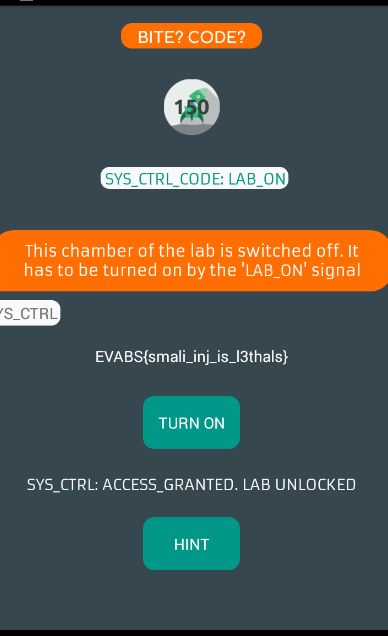 BITE? CODE?
150
SYS_CTRL_CODE: LAB_ON
This chamber of the lab is switched off. It
has to be turned on by the 'LAB_ON' signal
YS_CTRL
EVABS{smali_inj_is_l3thals}
TURN ON
SYS_CTRL: ACCESS_GRANTED. LAB UNLOCKED
HINT